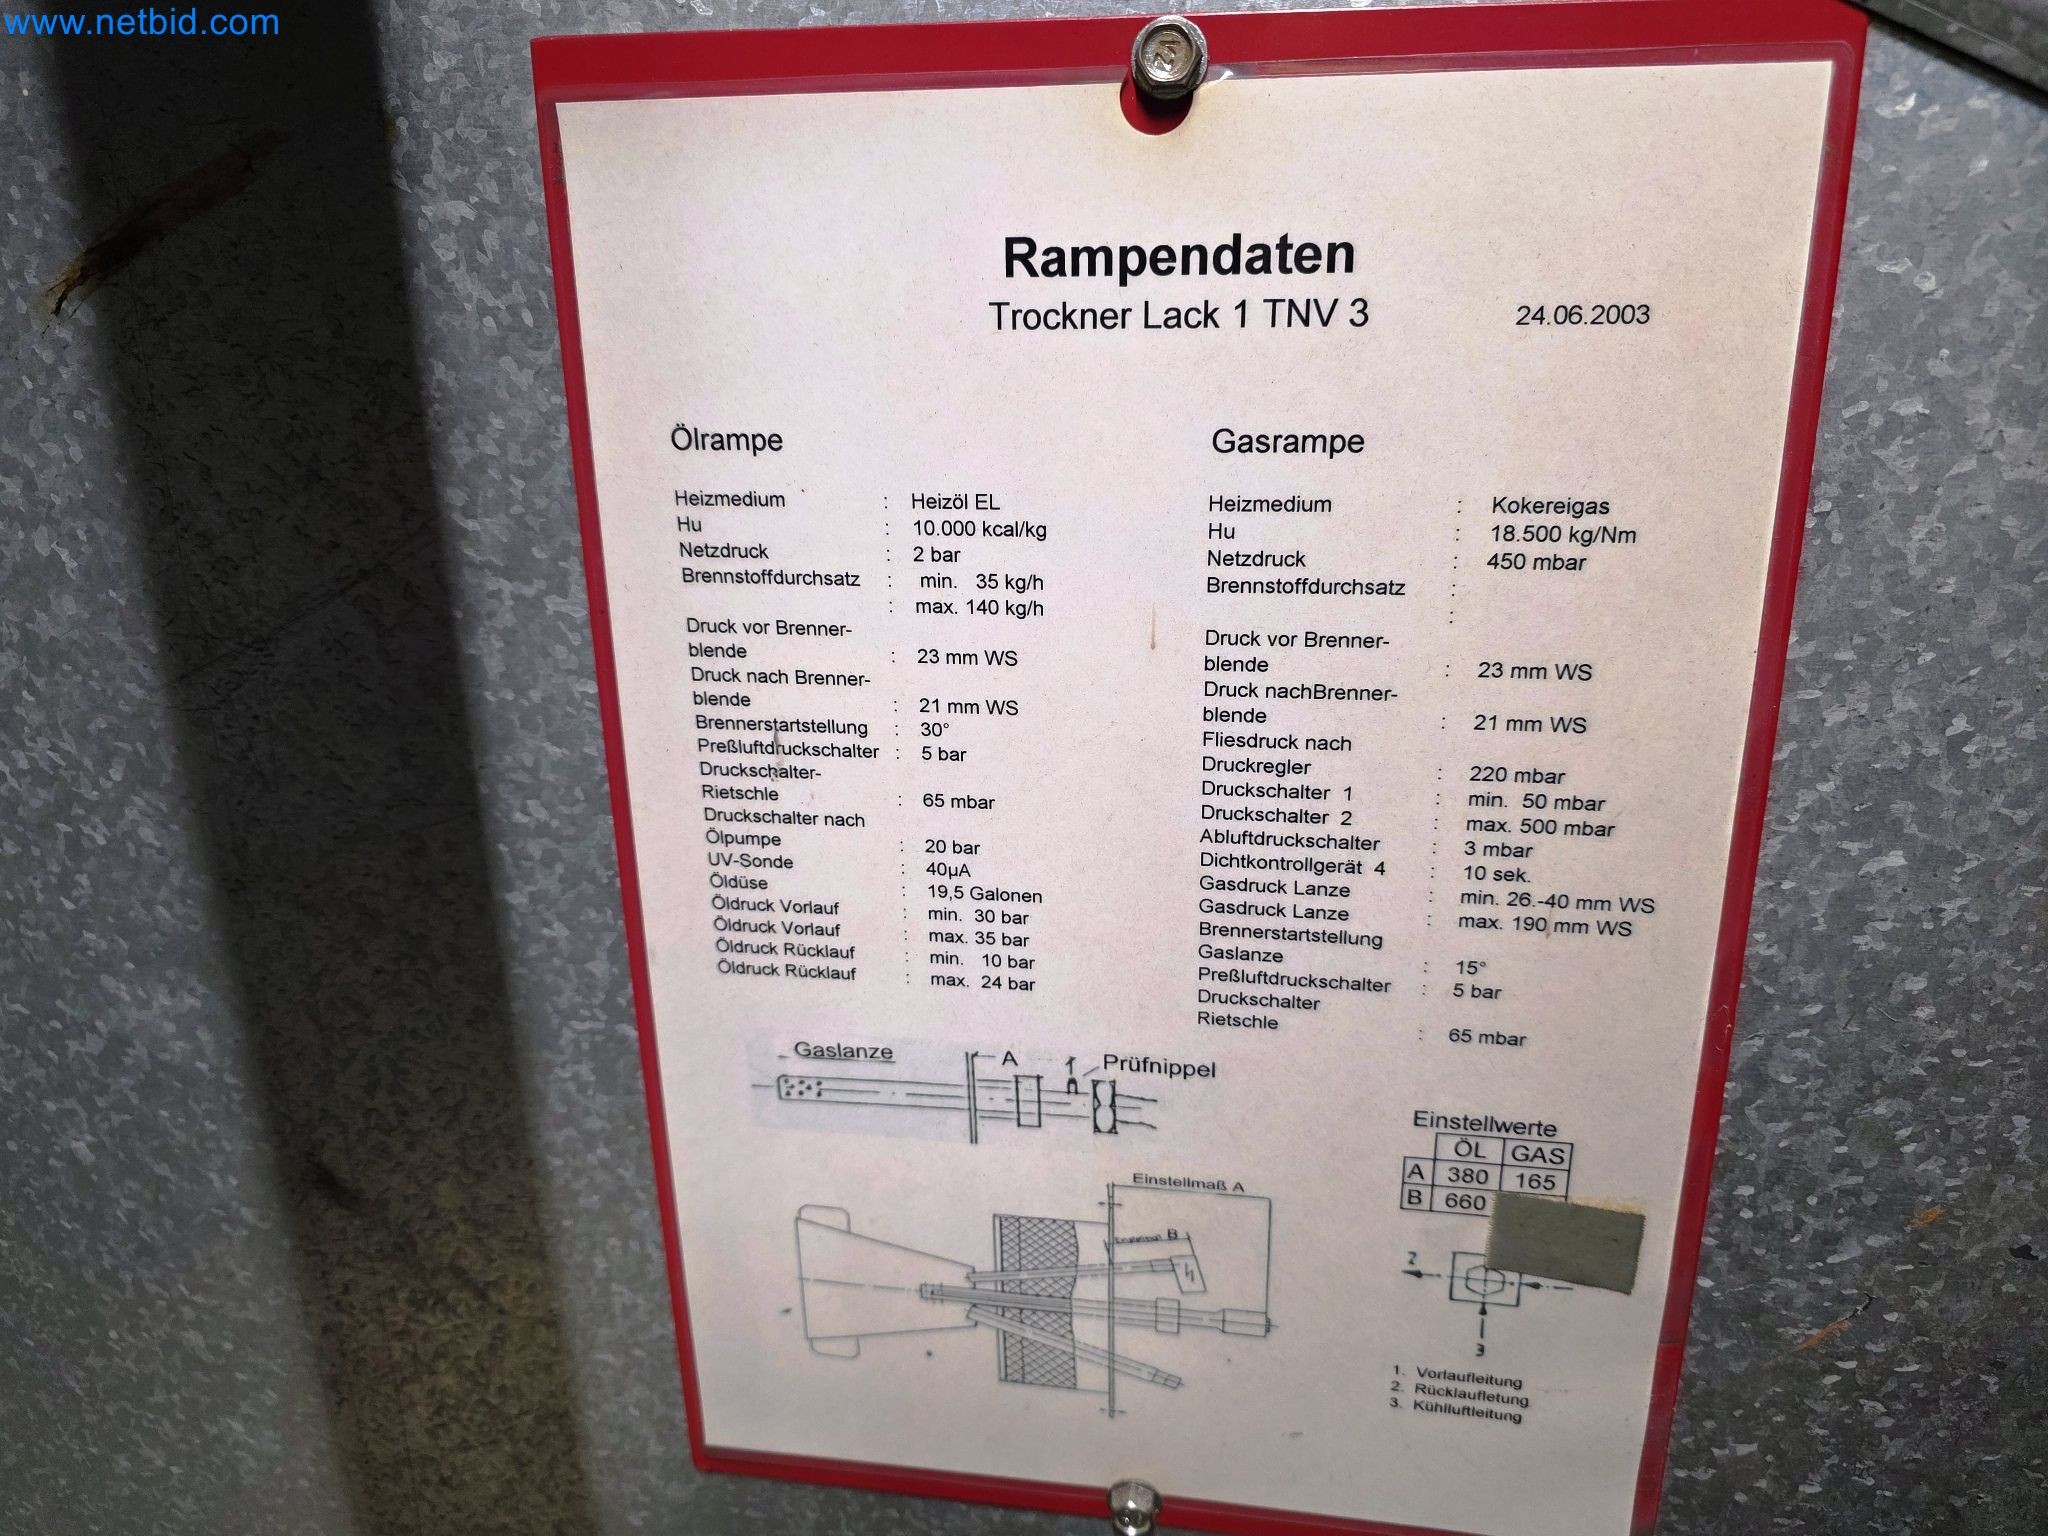 www.netbid.com
Rampendaten
Trockner Lack 1 TNV 3 24.06.2003
Ölrampe
Heizmedium : Heizöl EL
Hu : 10.000 kcal/kg
Netzdruck : 2 bar
Brennstoffdurchsatz : min. 35 kg/h
: max. 140 kg/h
Druck vor Brenner-
blende : 23 mm WS
Druck nach Brenner-
blende : 21 mm WS
Brennerstartstellung : 30°
Preßluftdruckschalter : 5 bar
Druckschalter-
Rietschle : 65 mbar
Druckschalter nach
Ölpumpe : 20 bar
UV-Sonde : 40µA
Öldüse : 19,5 Galonen
Öldruck Vorlauf : min. 30 bar
Öldruck Vorlauf : max. 35 bar
Öldruck Rücklauf : min. 10 bar
Öldruck Rücklauf : max. 24 bar
Gasrampe
Heizmedium : Kokereigas
Hu : 18.500 kg/Nm
Netzdruck : 450 mbar
Brennstoffdurchsatz :
:
Druck vor Brenner-
blende : 23 mm WS
Druck nachBrenner-
blende : 21 mm WS
Fliesdruck nach
Druckregler : 220 mbar
Druckschalter 1 : min. 50 mbar
Druckschalter 2 : max. 500 mbar
Abluftdruckschalter : 3 mbar
Dichtkontrollgerät 4 : 10 sek.
Gasdruck Lanze : min. 26.-40 mm WS
Gasdruck Lanze : max. 190 mm WS
Brennerstartstellung
Gaslanze : 15°
Preßluftdruckschalter : 5 bar
Druckschalter
Rietschle : 65 mbar
Gaslanze A 1 Prüfnippel
Einstellmaß A
B
Einstellwerte
ÖL GAS
A 380 165
B 660
2
3
1. Vorlaufleitung
2. Rücklaufletung
3. Kühlluftleitung